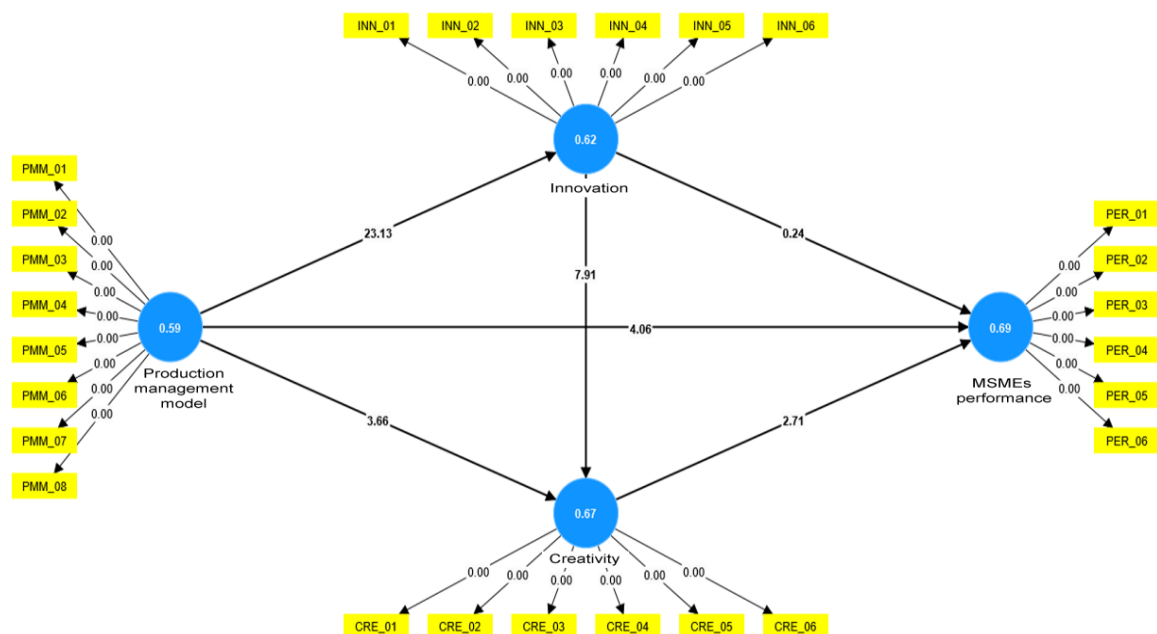 INN_01 INN_02 INN_03 INN_04 INN_05 INN_06
0.00 0.00 0.00 0.00 0.00 0.00
0.62
Innovation
PMM_01
PMM_02
PMM_03
PMM_04
PMM_05
PMM_06
PMM_07
PMM_08
0.00
0.00
0.00
0.00
0.00
0.00
0.00
0.00
0.59
Production
management
model
23.13
0.24
7.91
4.06
3.66
2.71
0.69
MSMEs
performance
0.00
0.00
0.00
0.00
0.00
0.00
PER_01
PER_02
PER_03
PER_04
PER_05
PER_06
0.67
Creativity
0.00 0.00 0.00 0.00 0.00 0.00
CRE_01 CRE_02 CRE_03 CRE_04 CRE_05 CRE_06